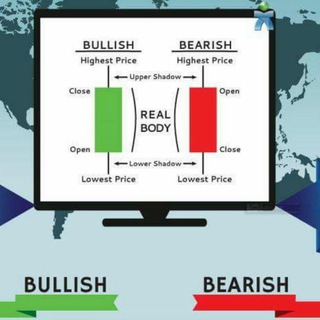 BULLISH BEARISH
Highest Price Highest Price
Upper Shadow
Close Open
REAL
BODY
Open Close
Lower Shadow
Lowest Price Lowest Price
BULLISH BEARISH